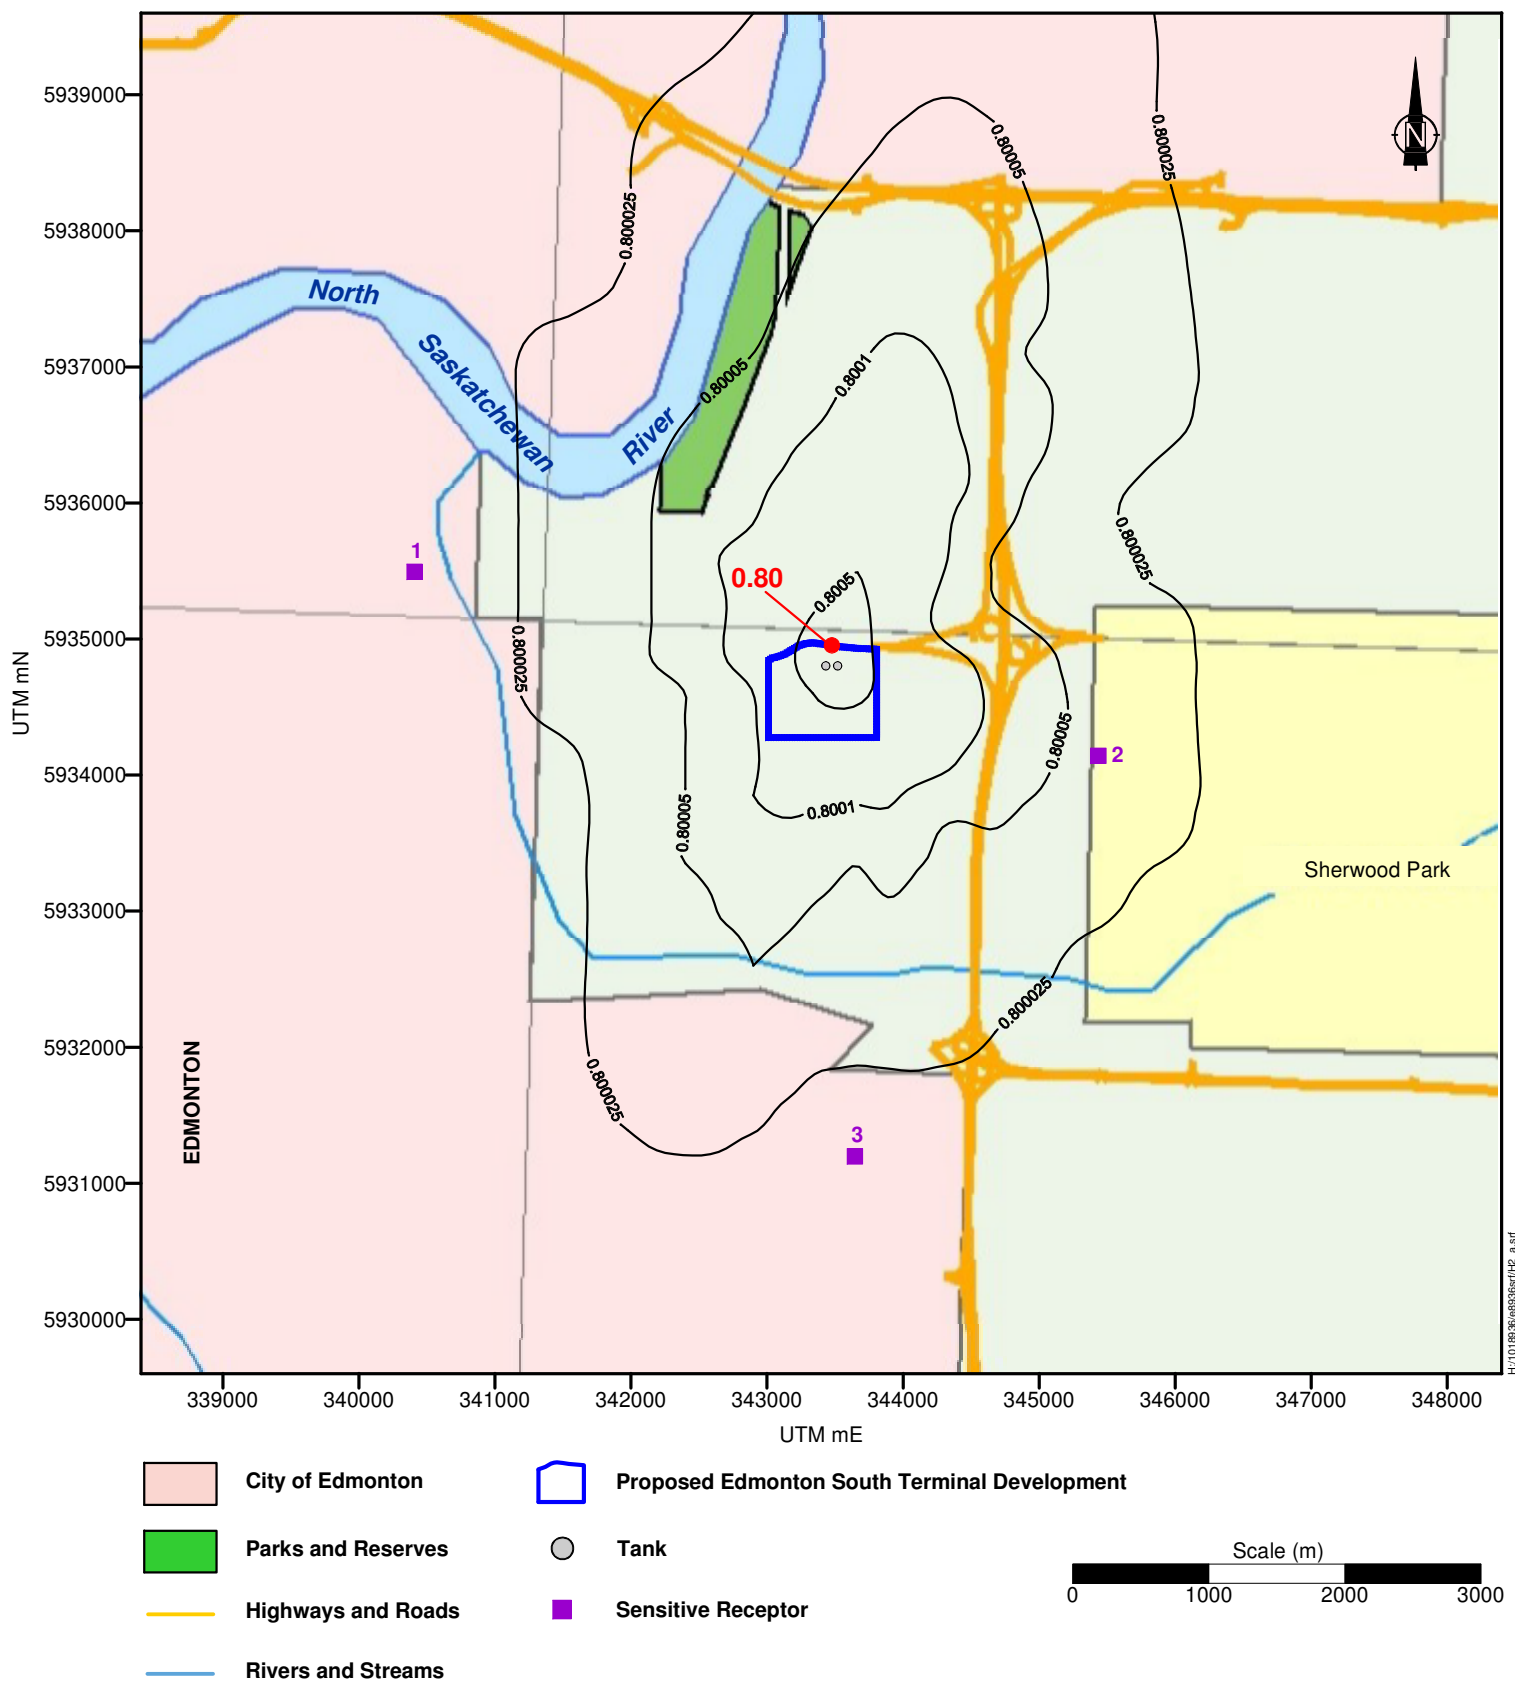 5939000
5938000
5937000
5936000
5935000
5934000
5933000
5932000
5931000
5930000
UTM mN
339000
340000
341000
342000
343000
344000
345000
346000
347000
348000
UTM mE
N
North
Saskatchewan
River
0.800025
0.80005
0.800025
0.80005
0.8001
0.800025
0.8005
0.80
1
0.800025
2
0.80005
0.80005
0.8001
Sherwood Park
0.800025
0.800025
EDMONTON
3
City of Edmonton
Parks and Reserves
Highways and Roads
Rivers and Streams
Proposed Edmonton South Terminal Development
Tank
Sensitive Receptor
Scale (m)
0 1000 2000 3000